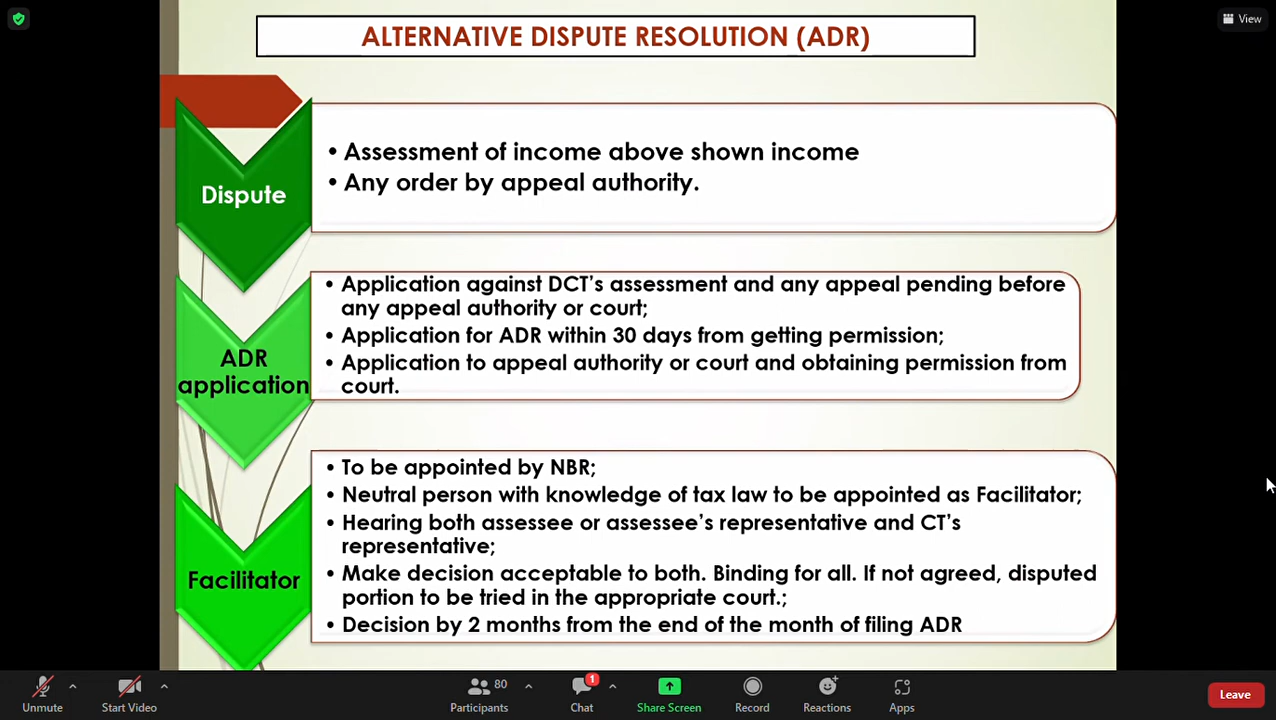 View
ALTERNATIVE DISPUTE RESOLUTION (ADR)
Dispute
• Assessment of income above shown income
• Any order by appeal authority.
ADR
application
• Application against DCT's assessment and any appeal pending before
any appeal authority or court;
• Application for ADR within 30 days from getting permission;
• Application to appeal authority or court and obtaining permission from
court.
Facilitator
• To be appointed by NBR;
• Neutral person with knowledge of tax law to be appointed as Facilitator;
• Hearing both assessee or assessee's representative and CT's
representative;
• Make decision acceptable to both. Binding for all. If not agreed, disputed
portion to be tried in the appropriate court.;
• Decision by 2 months from the end of the month of filing ADR
Unmute
Start Video
80
Participants
1
Chat
Share Screen
Record
Reactions
Apps
Leave